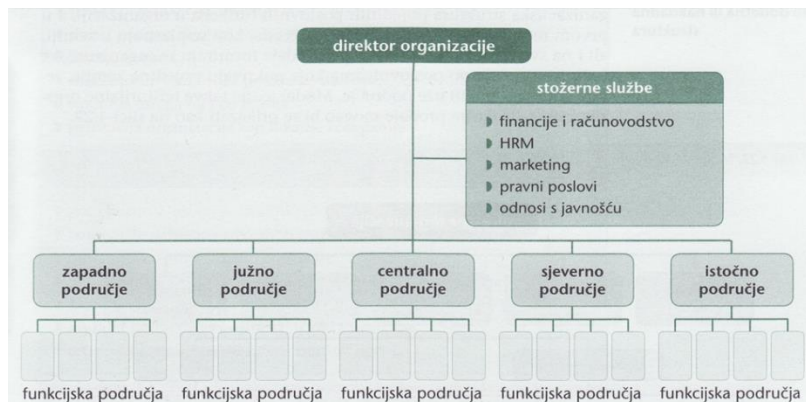 direktor organizacije
stožerne službe
financije i računovodstvo
HRM
marketing
pravni poslovi
odnosi s javnošću
zapadno
područje
južno
područje
centralno
područje
sjeverno
područje
istočno
područje
funkcijska područja
funkcijska područja
funkcijska područja
funkcijska područja
funkcijska područja